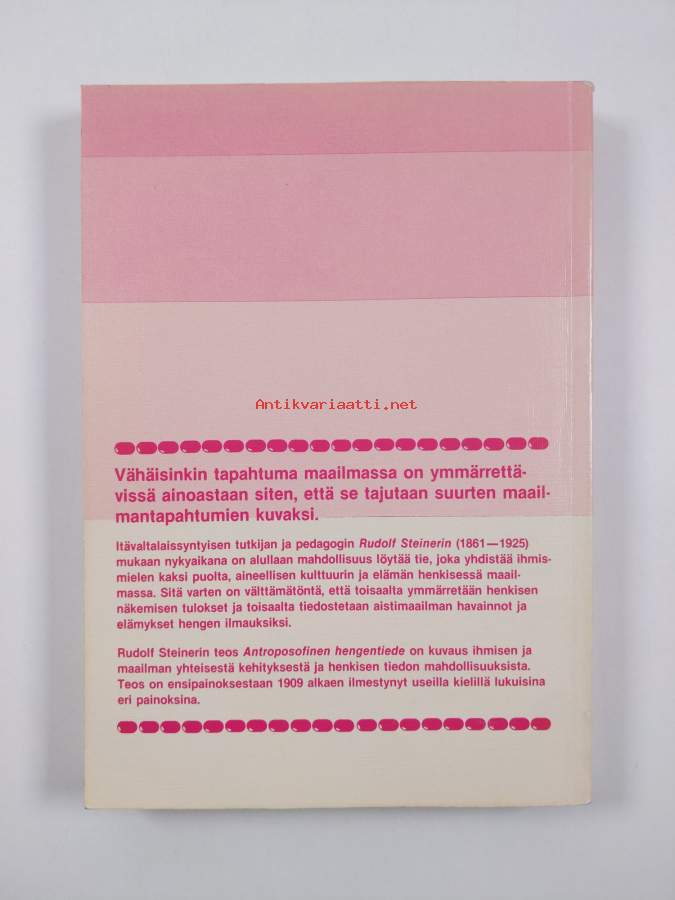 Antikvariaatti.net
Vähäisinkin tapahtuma maailmassa on ymmärrettä-
vissä ainoastaan siten, että se tajutaan suurten maail-
mantapahtumien kuvaksi.
Itävaltalaissyntyisen tutkijan ja pedagogin Rudolf Steinerin (1861—1925)
mukaan nykyaikana on alullaan mahdollisuus löytää tie, joka yhdistää ihmis-
mielen kaksi puolta, aineellisen kulttuurin ja elämän henkisessä maail-
massa. Sitä varten on välttämätöntä, että toisaalta ymmärretään henkisen
näkemisen tulokset ja toisaalta tiedostetaan aistimaailman havainnot ja
elämykset hengen ilmauksiksi.
Rudolf Steinerin teos Antroposofinen hengentiede on kuvaus ihmisen ja
maailman yhteisestä kehityksestä ja henkisen tiedon mahdollisuuksista.
Teos on ensipainoksestaan 1909 alkaen ilmestynyt useilla kielillä lukuisina
eri painoksina.